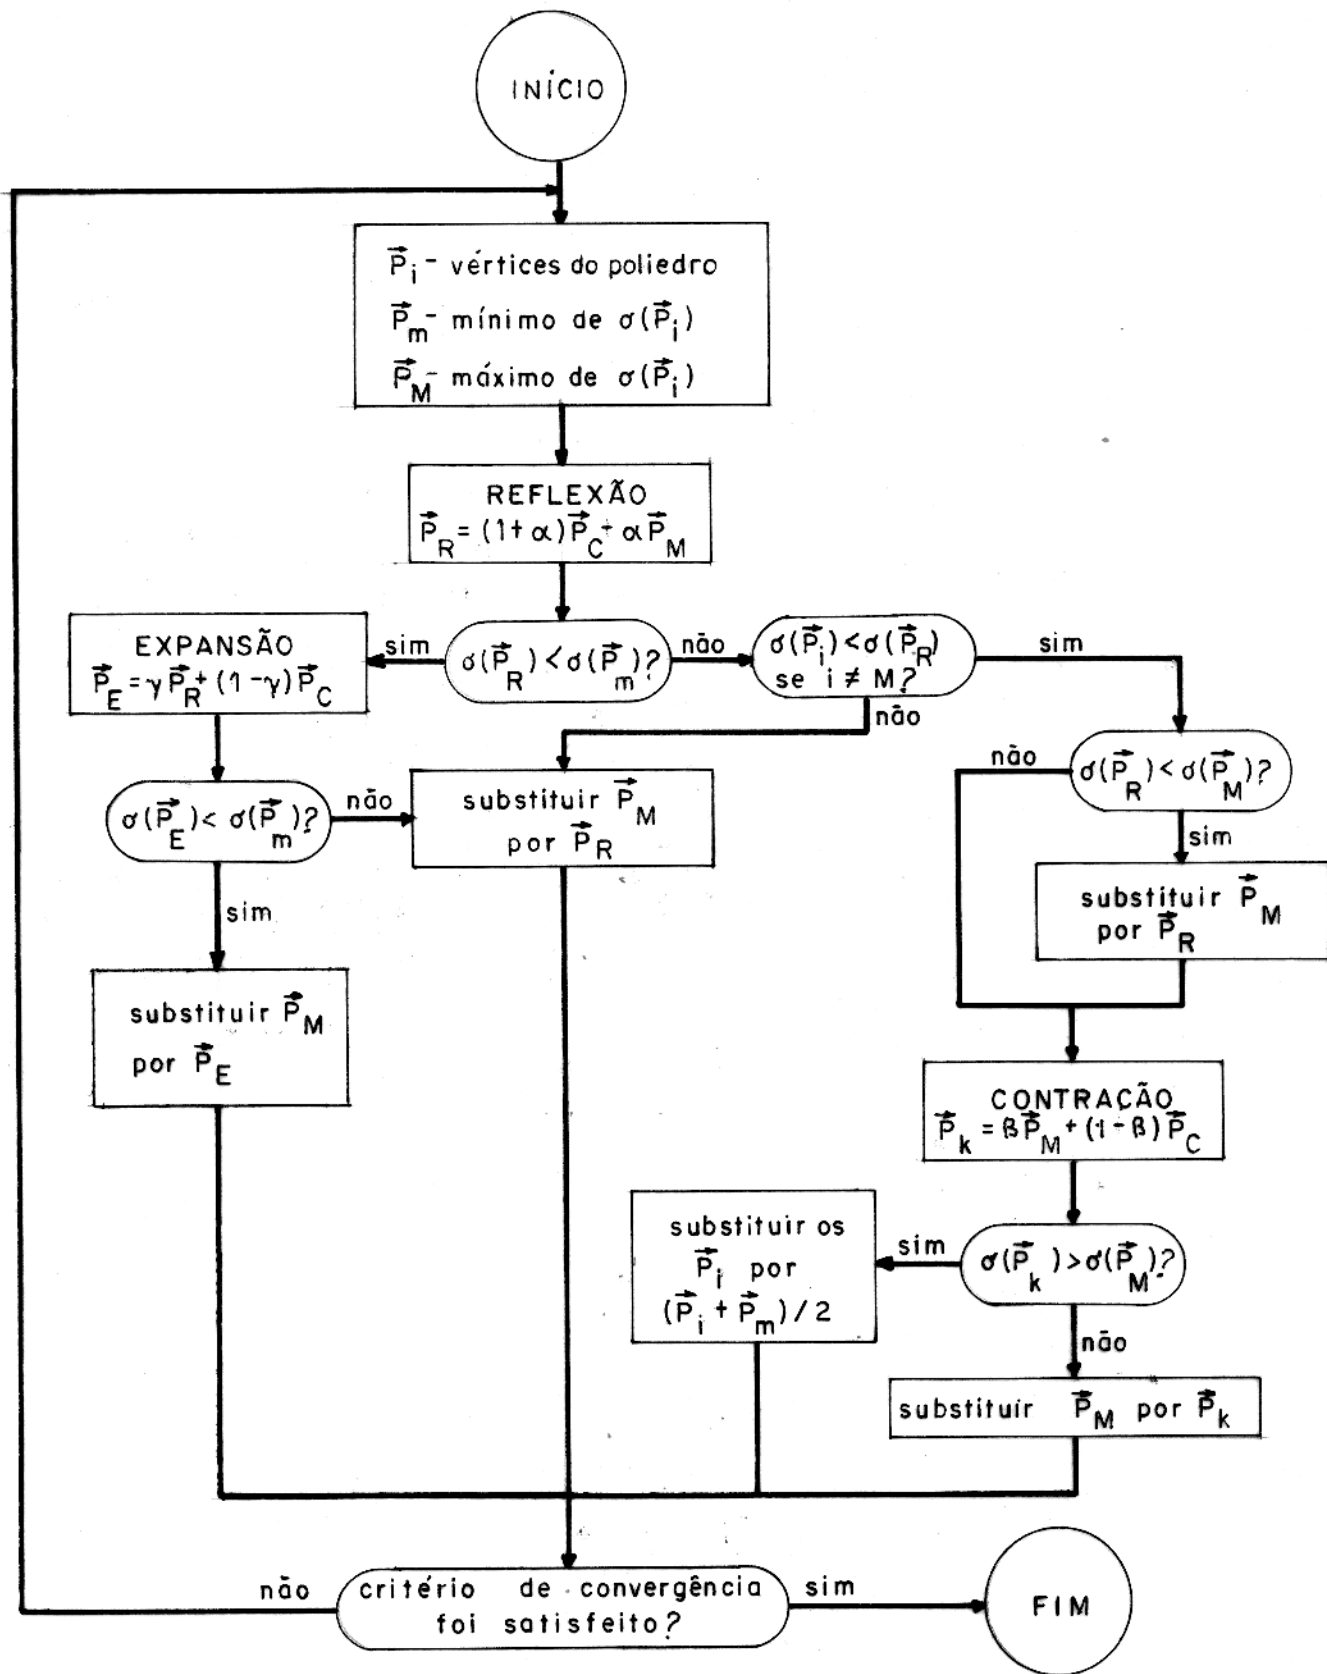 INÍCIO
P⃗i - vértices do poliedro
P⃗m - mínimo de σ(P⃗i)
P⃗M - máximo de σ(P⃗i)
REFLEXÃO
P⃗R = (1+α)P⃗C - αP⃗M
EXPANSÃO
P⃗E = γP⃗R + (1-γ)P⃗C
sim
σ(P⃗R) < σ(P⃗m)?
não
σ(P⃗i) < σ(P⃗R)
se i ≠ M?
sim
não
não
σ(P⃗R) < σ(P⃗M)?
sim
σ(P⃗E) < σ(P⃗m)?
não
substituir P⃗M
por P⃗R
substituir P⃗M
por P⃗R
sim
substituir P⃗M
por P⃗E
CONTRAÇÃO
P⃗k = βP⃗M + (1-β)P⃗C
substituir os
P⃗i por
(P⃗i + P⃗m)/2
sim
σ(P⃗k) > σ(P⃗M)?
não
substituir P⃗M por P⃗k
não
critério de convergência
foi satisfeito?
sim
FIM